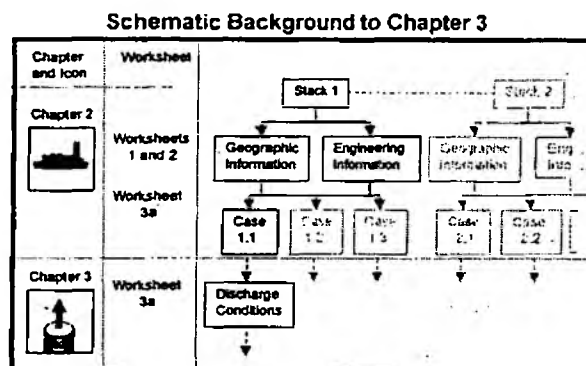 Schematic Background to Chapter 3
Chapter
and Icon
Worksheet
Stack 1
Stack 2
Chapter 2
Worksheets
1 and 2
Geographic
Information
Engineering
Information
Geographic
Information
Eng
Info
Worksheet
3a
Case
1.1
Case
1.2
Case
1.3
Case
2.1
Case
2.2
Chapter 3
Worksheet
3a
Discharge
Conditions